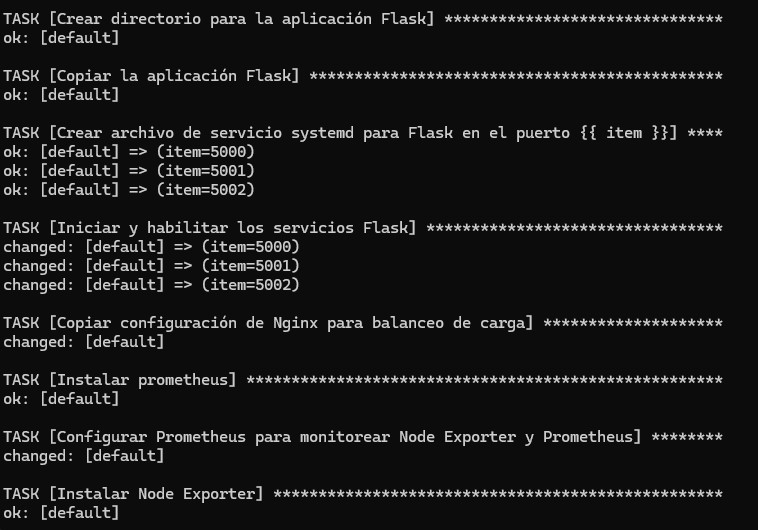 TASK [Crear directorio para la aplicación Flask] *******************************
ok: [default]
TASK [Copiar la aplicación Flask] **********************************************
ok: [default]
TASK [Crear archivo de servicio systemd para Flask en el puerto {{ item }}] ****
ok: [default] => (item=5000)
ok: [default] => (item=5001)
ok: [default] => (item=5002)
TASK [Iniciar y habilitar los servicios Flask] *********************************
changed: [default] => (item=5000)
changed: [default] => (item=5001)
changed: [default] => (item=5002)
TASK [Copiar configuración de Nginx para balanceo de carga] ********************
changed: [default]
TASK [Instalar prometheus] *****************************************************
ok: [default]
TASK [Configurar Prometheus para monitorear Node Exporter y Prometheus] ********
changed: [default]
TASK [Instalar Node Exporter] **************************************************
ok: [default]